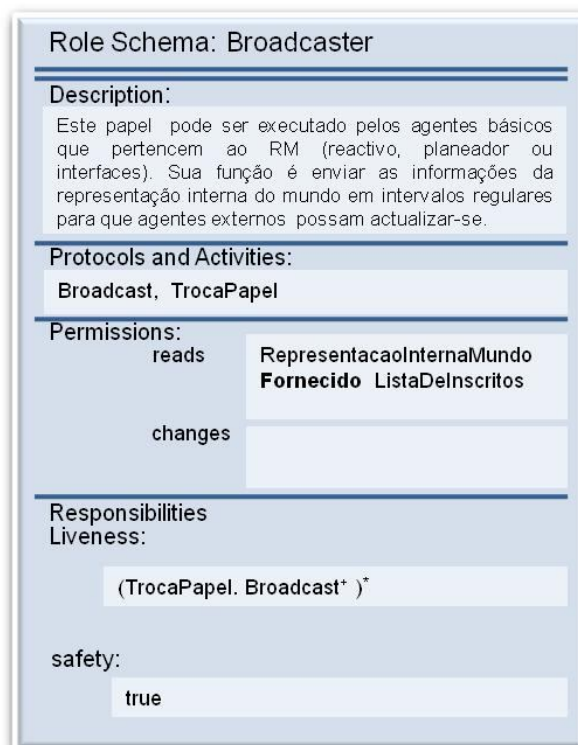 Role Schema: Broadcaster
Description:
Este papel pode ser executado pelos agentes básicos
que pertencem ao RM (reactivo, planeador ou
interfaces). Sua função é enviar as informações da
representação interna do mundo em intervalos regulares
para que agentes externos possam actualizar-se.
Protocols and Activities:
Broadcast, TrocaPapel
Permissions:
reads RepresentacaoInternaMundo
Fornecido ListaDeInscritos
changes
Responsibilities
Liveness:
(TrocaPapel. Broadcast⁺ )*
safety:
true